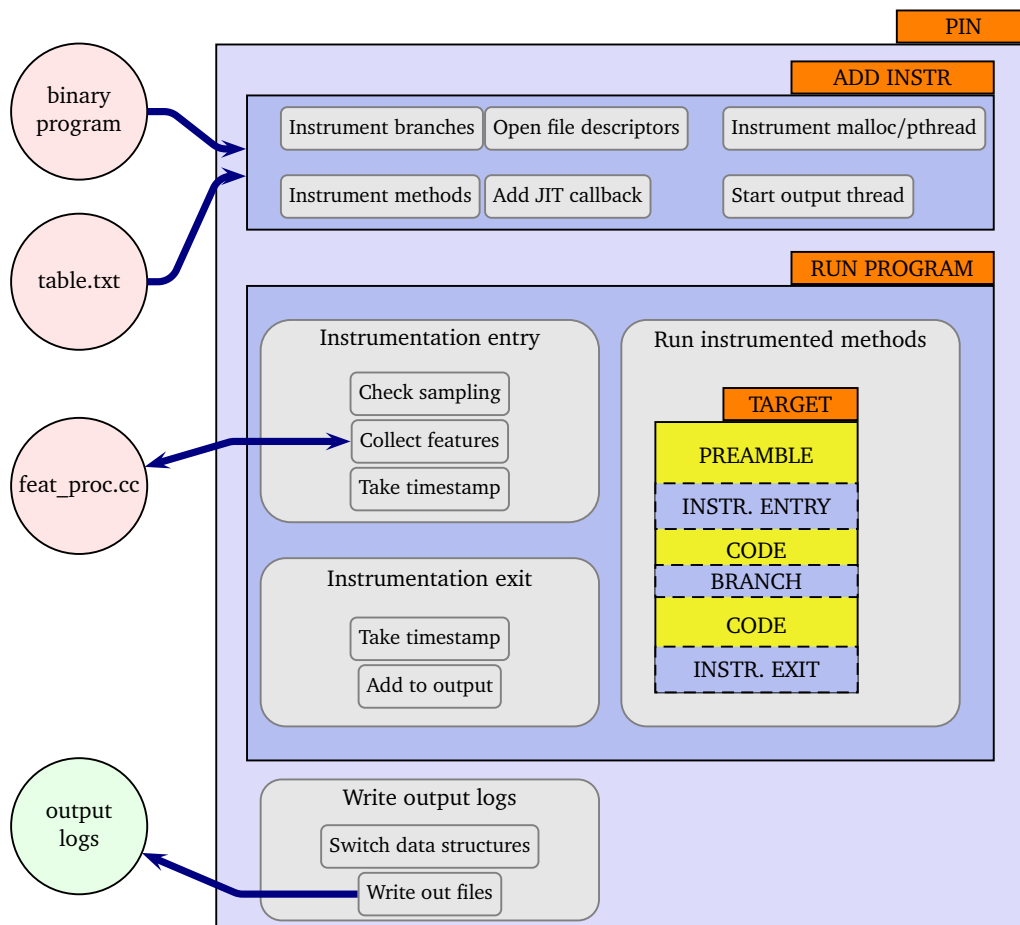 PIN
binary
program
ADD INSTR
Instrument branches
Open file descriptors
Instrument malloc/pthread
Instrument methods
Add JIT callback
Start output thread
table.txt
RUN PROGRAM
Instrumentation entry
Check sampling
Collect features
Take timestamp
feat_proc.cc
Run instrumented methods
TARGET
PREAMBLE
INSTR. ENTRY
CODE
BRANCH
CODE
INSTR. EXIT
Instrumentation exit
Take timestamp
Add to output
output
logs
Write output logs
Switch data structures
Write out files